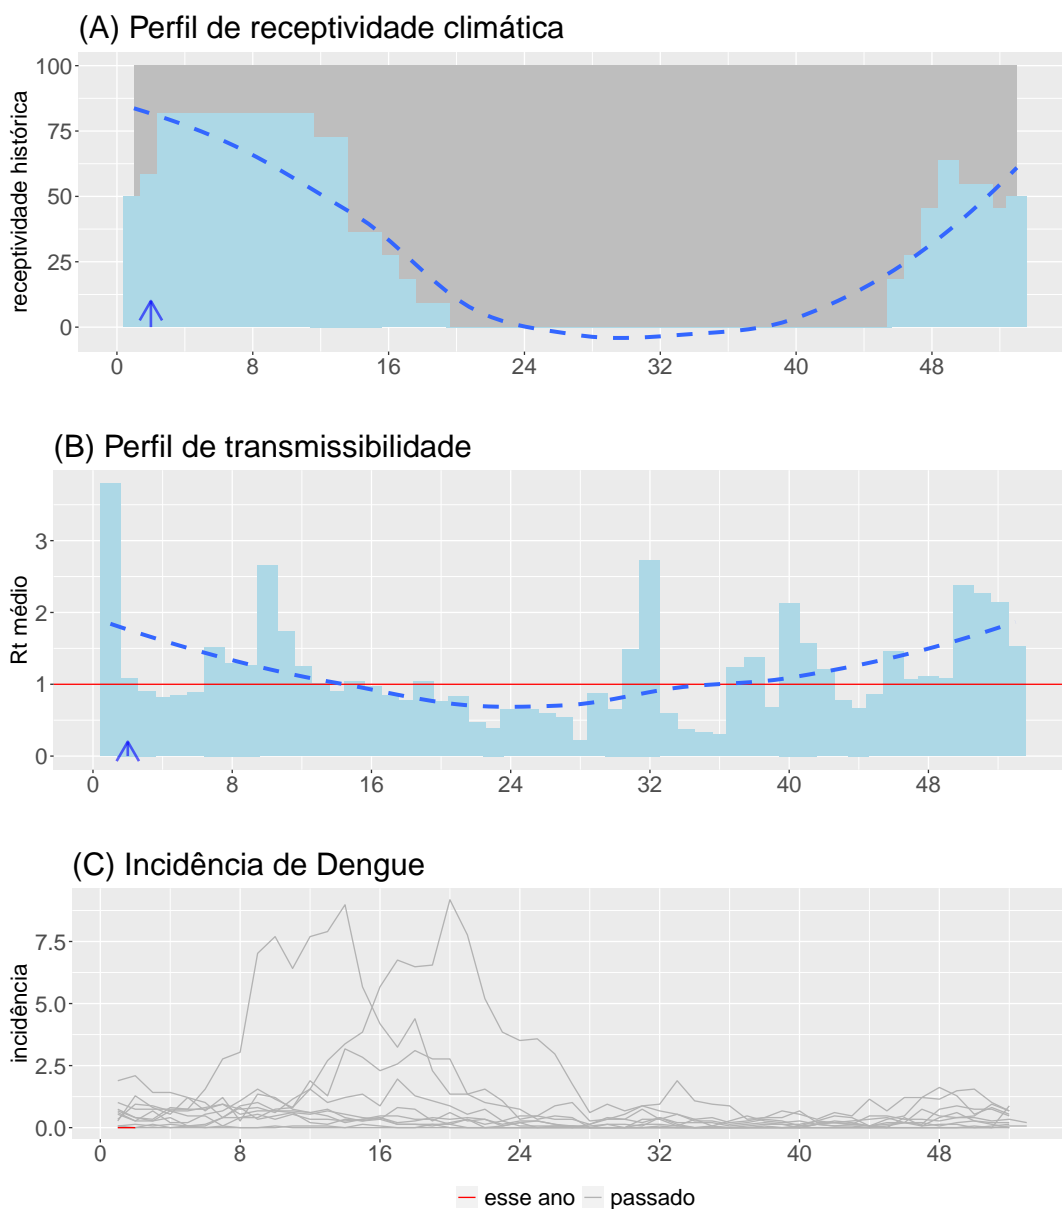 (A) Perfil de receptividade climática
receptividade histórica
100
75
50
25
0
0 8 16 24 32 40 48
(B) Perfil de transmissibilidade
Rt médio
3
2
1
0
0 8 16 24 32 40 48
(C) Incidência de Dengue
incidência
7.5
5.0
2.5
0.0
0 8 16 24 32 40 48
esse ano passado